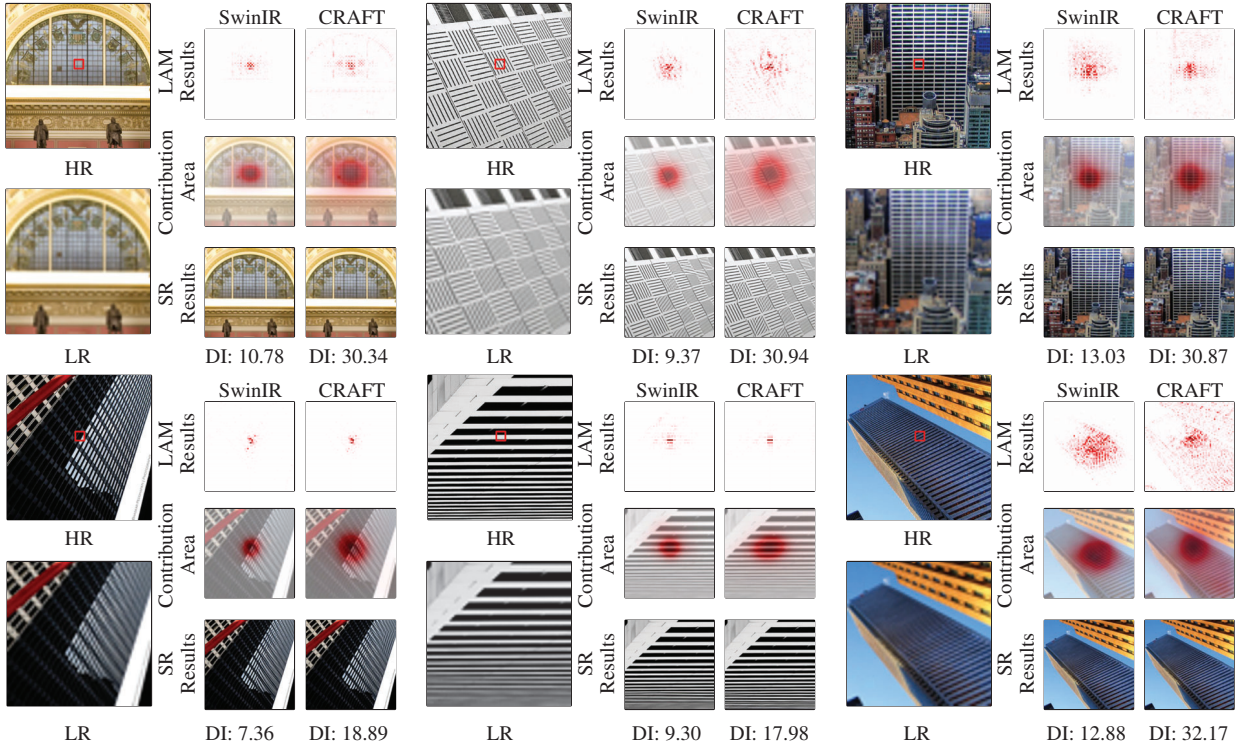 SwinIR CRAFT
LAM Results
HR
Contribution Area
SR Results
LR
DI: 10.78 DI: 30.34
SwinIR CRAFT
LAM Results
HR
Contribution Area
SR Results
LR
DI: 9.37 DI: 30.94
SwinIR CRAFT
LAM Results
HR
Contribution Area
SR Results
LR
DI: 13.03 DI: 30.87
SwinIR CRAFT
LAM Results
HR
Contribution Area
SR Results
LR
DI: 7.36 DI: 18.89
SwinIR CRAFT
LAM Results
HR
Contribution Area
SR Results
LR
DI: 9.30 DI: 17.98
SwinIR CRAFT
LAM Results
HR
Contribution Area
SR Results
LR
DI: 12.88 DI: 32.17